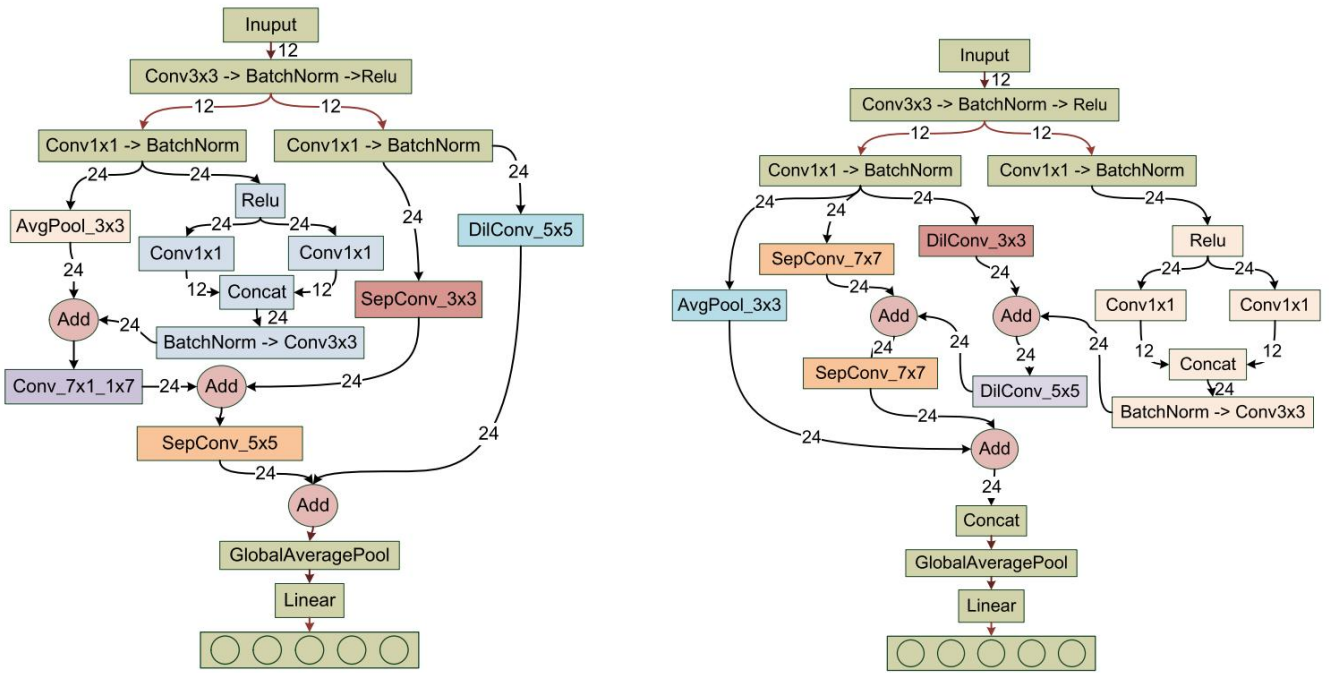 Inuput
12
Conv3x3 -> BatchNorm ->Relu
12
12
Conv1x1 -> BatchNorm
Conv1x1 -> BatchNorm
24
24
24
Relu
24
AvgPool_3x3
24
24
DilConv_5x5
Conv1x1
Conv1x1
24
12
Concat
12
SepConv_3x3
Add
24
24
BatchNorm -> Conv3x3
Conv_7x1_1x7
24
Add
24
SepConv_5x5
24
24
Add
GlobalAveragePool
Linear
Inuput
12
Conv3x3 -> BatchNorm -> Relu
12
12
Conv1x1 -> BatchNorm
Conv1x1 -> BatchNorm
24
24
24
24
SepConv_7x7
DilConv_3x3
Relu
24
24
24
24
AvgPool_3x3
Add
Add
Conv1x1
Conv1x1
24
24
24
12
12
SepConv_7x7
DilConv_5x5
Concat
24
24
BatchNorm -> Conv3x3
24
Add
24
Concat
GlobalAveragePool
Linear